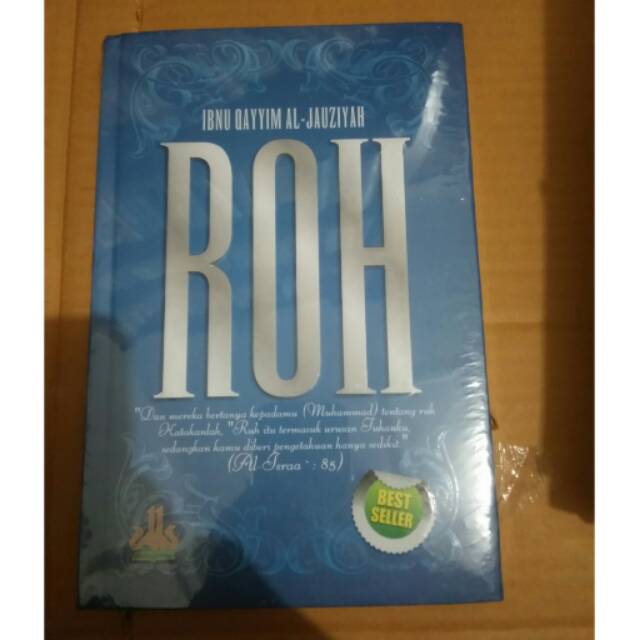 IBNU QAYYIM AL-JAUZIYAH
ROH
"Dan mereka bertanya kepadamu (Muhammad) tentang roh
Katakanlah, "Ruh itu termasuk urusan Tuhanku,
sedangkan kamu diberi pengetahuan hanya sedikit."
(Al-Israa`: 85)
BEST
SELLER